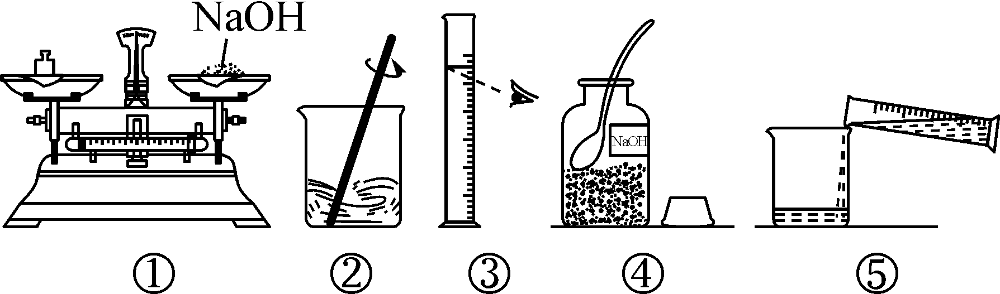 NaOH
NaOH
① ② ③ ④ ⑤